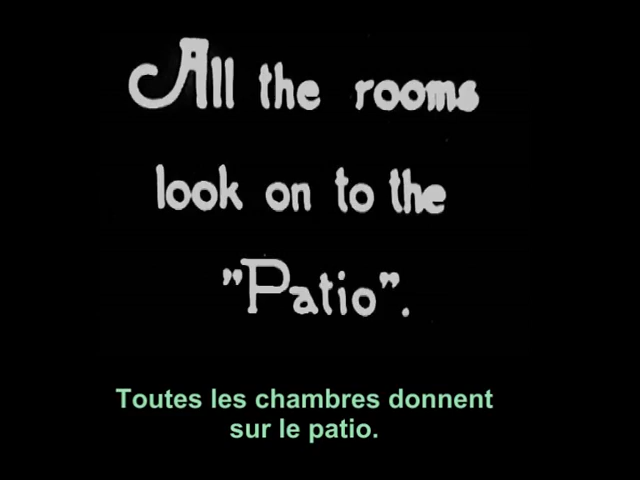 All the rooms
look on to the
"Patio".
Toutes les chambres donnent
sur le patio.